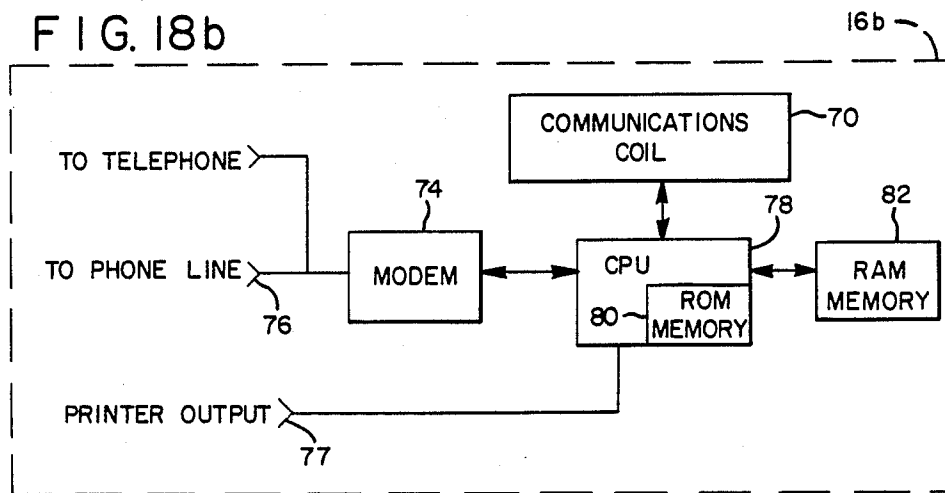 FIG. 18b
16b
COMMUNICATIONS
COIL
70
TO TELEPHONE
74
78
82
TO PHONE LINE
76
MODEM
CPU
80
ROM
MEMORY
RAM
MEMORY
PRINTER OUTPUT
77